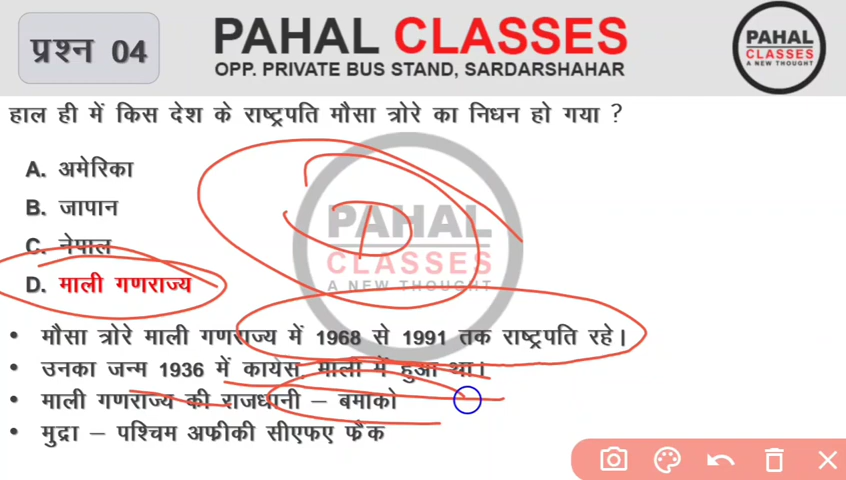 प्रश्न 04
PAHAL CLASSES
OPP. PRIVATE BUS STAND, SARDARSHAHAR
PAHAL
CLASSES
A NEW THOUGHT
हाल ही में किस देश के राष्ट्रपति मौसा त्रोरे का निधन हो गया ?
A. अमेरिका
B. जापान
C. नेपाल
D. माली गणराज्य
PAHAL
CLASSES
A NEW THOUGHT
• मौसा त्रोरे माली गणराज्य में 1968 से 1991 तक राष्ट्रपति रहे।
• उनका जन्म 1936 में कायेस, माली में हुआ था।
• माली गणराज्य की राजधानी – बमाको
• मुद्रा – पश्चिम अफ्रीकी सीएफए फ्रैंक